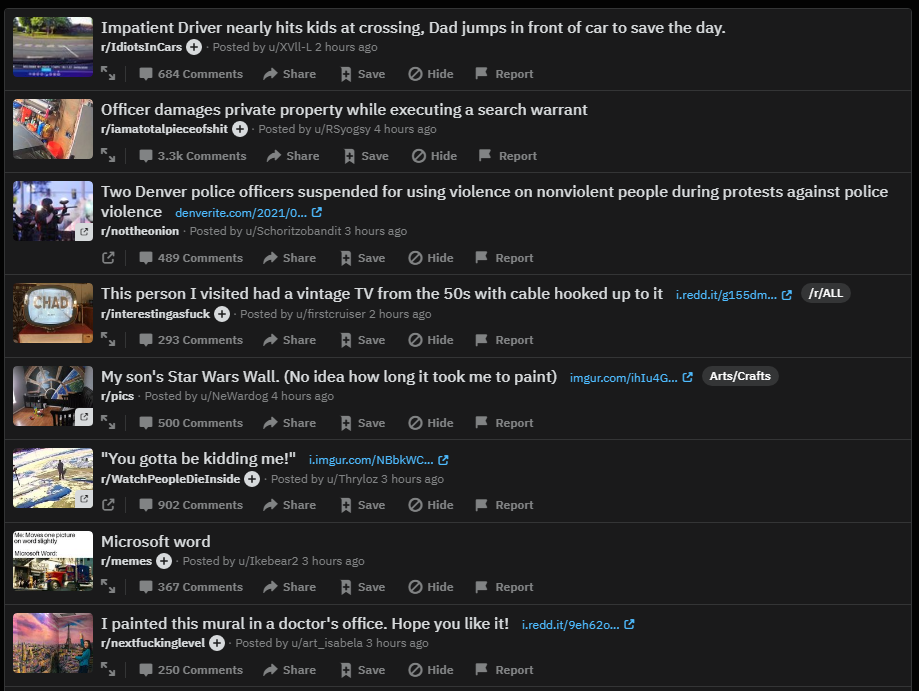 Impatient Driver nearly hits kids at crossing, Dad jumps in front of car to save the day.
r/IdiotsInCars · Posted by u/XVll-L 2 hours ago
684 Comments Share Save Hide Report
Officer damages private property while executing a search warrant
r/iamatotalpieceofshit · Posted by u/RSyogsy 4 hours ago
3.3k Comments Share Save Hide Report
Two Denver police officers suspended for using violence on nonviolent people during protests against police
violence denverite.com/2021/0...
r/nottheonion · Posted by u/Schoritzobandit 3 hours ago
489 Comments Share Save Hide Report
CHAD
This person I visited had a vintage TV from the 50s with cable hooked up to it i.redd.it/g155dm... /r/ALL
r/interestingasfuck · Posted by u/firstcruiser 2 hours ago
293 Comments Share Save Hide Report
My son's Star Wars Wall. (No idea how long it took me to paint) imgur.com/ihIu4G... Arts/Crafts
r/pics · Posted by u/NeWardog 4 hours ago
500 Comments Share Save Hide Report
"You gotta be kidding me!" i.imgur.com/NBbkWC...
r/WatchPeopleDieInside · Posted by u/Thryloz 3 hours ago
902 Comments Share Save Hide Report
Me: Moves one picture
on word slightly
Microsoft Word:
Microsoft word
r/memes · Posted by u/Ikebear2 3 hours ago
367 Comments Share Save Hide Report
I painted this mural in a doctor's office. Hope you like it! i.redd.it/9eh62o...
r/nextfuckinglevel · Posted by u/art_isabela 3 hours ago
250 Comments Share Save Hide Report